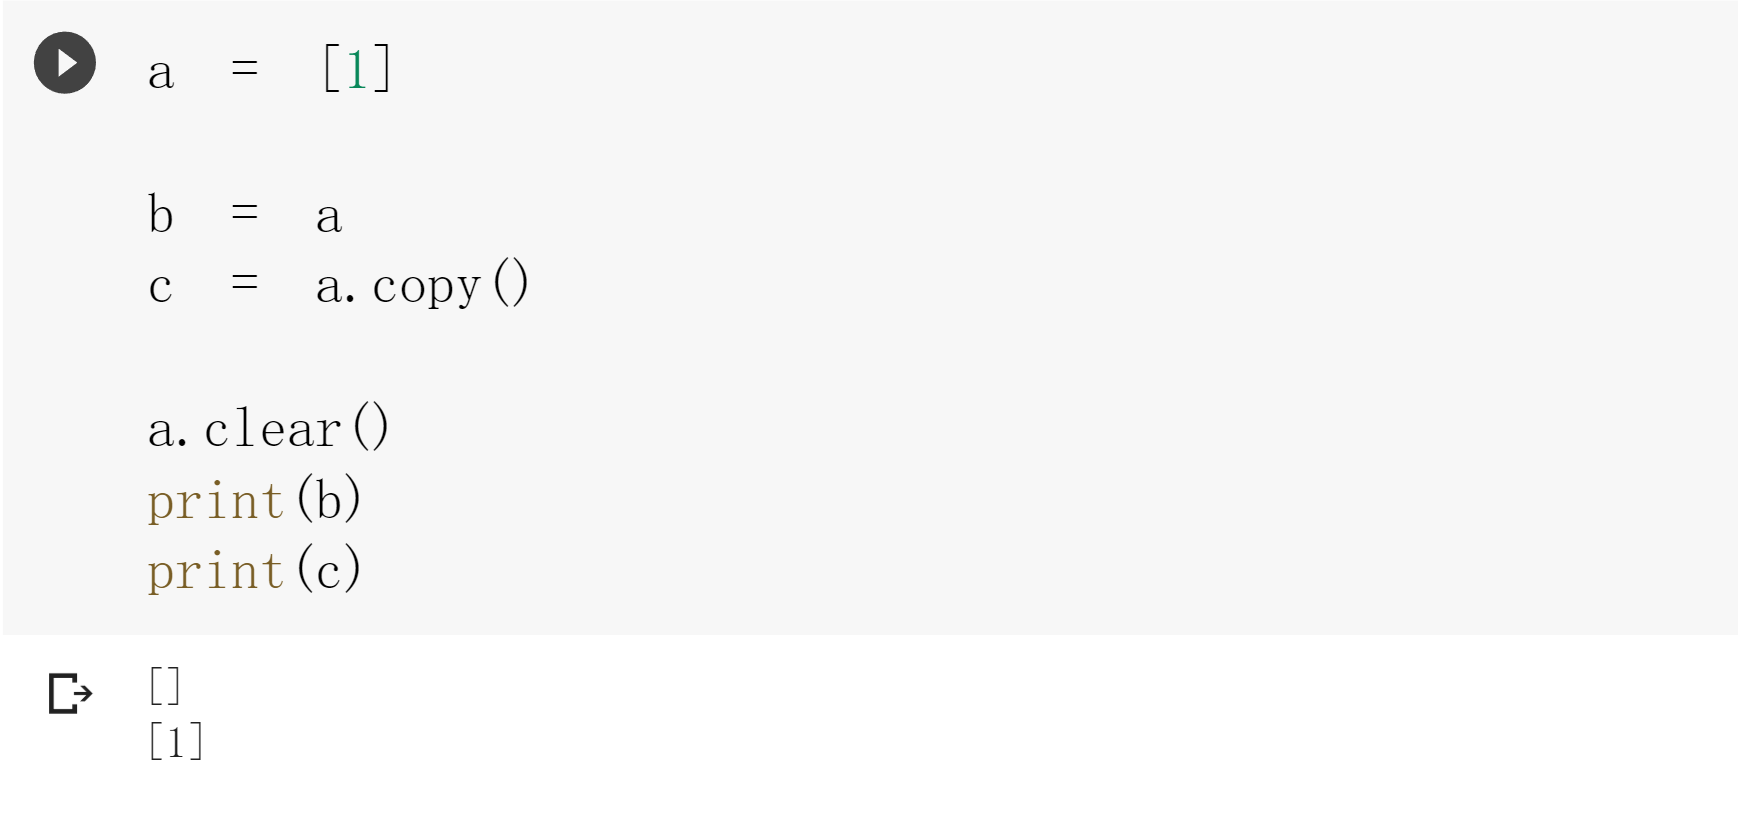 a = [1]
b = a
c = a.copy()
a.clear()
print(b)
print(c)
[]
[1]